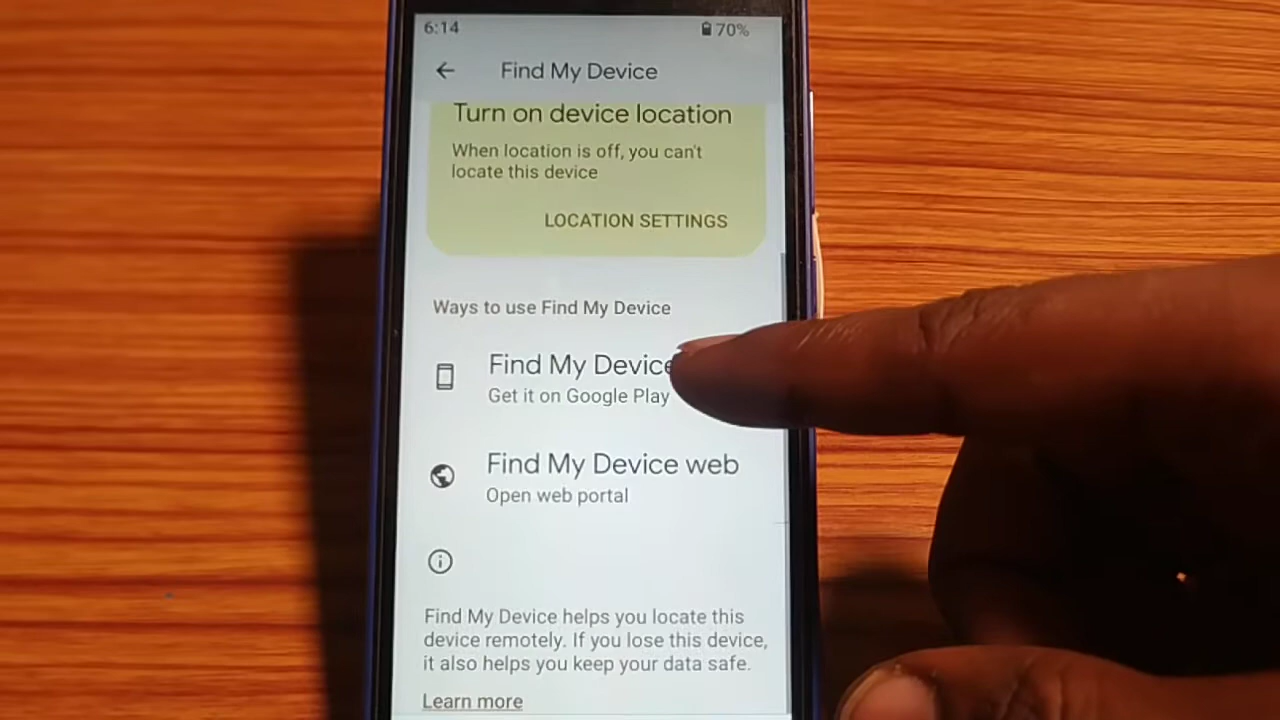 6:14
70%
Find My Device
Turn on device location
When location is off, you can't
locate this device
LOCATION SETTINGS
Ways to use Find My Device
Find My Device
Get it on Google Play
Find My Device web
Open web portal
Find My Device helps you locate this
device remotely. If you lose this device,
it also helps you keep your data safe.
Learn more